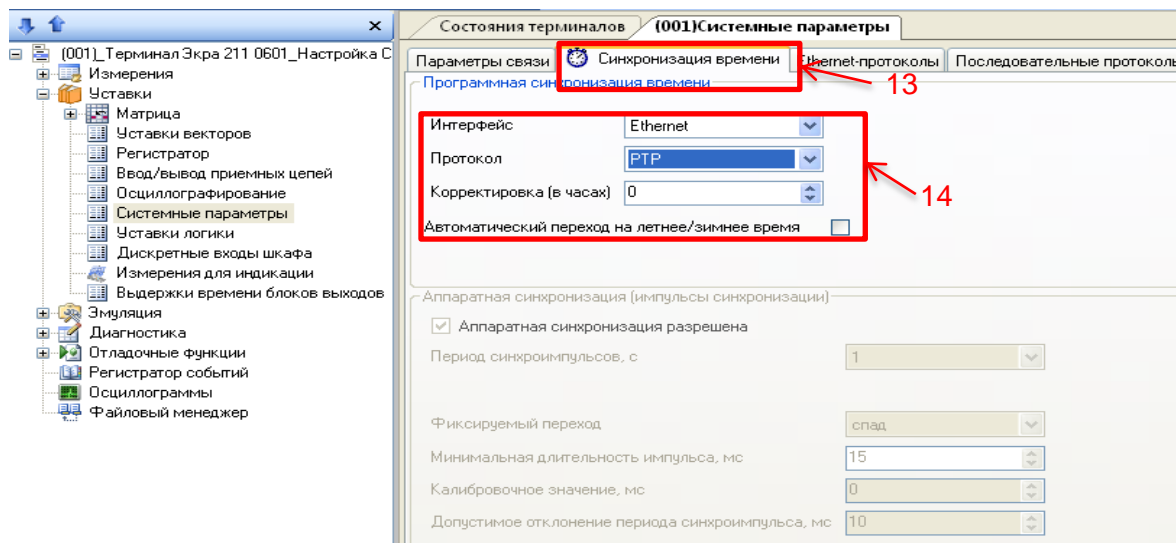 Состояния терминалов (001)Системные параметры
(001)_Терминал Экра 211 0601_Настройка С
Измерения
Уставки
Матрица
Уставки векторов
Регистратор
Ввод/вывод приемных цепей
Осциллографирование
Системные параметры
Уставки логики
Дискретные входы шкафа
Измерения для индикации
Выдержки времени блоков выходов
Эмуляция
Диагностика
Отладочные функции
Регистратор событий
Осциллограммы
Файловый менеджер
Параметры связи Синхронизация времени Ethernet-протоколы Последовательные протоколь
13
Программная синхронизация времени
Интерфейс Ethernet
Протокол PTP
Корректировка (в часах) 0
14
Автоматический переход на летнее/зимнее время
Аппаратная синхронизация (импульсы синхронизации)
Аппаратная синхронизация разрешена
Период синхроимпульсов, с 1
Фиксируемый переход спад
Минимальная длительность импульса, мс 15
Калибровочное значение, мс 0
Допустимое отклонение периода синхроимпульса, мс 10